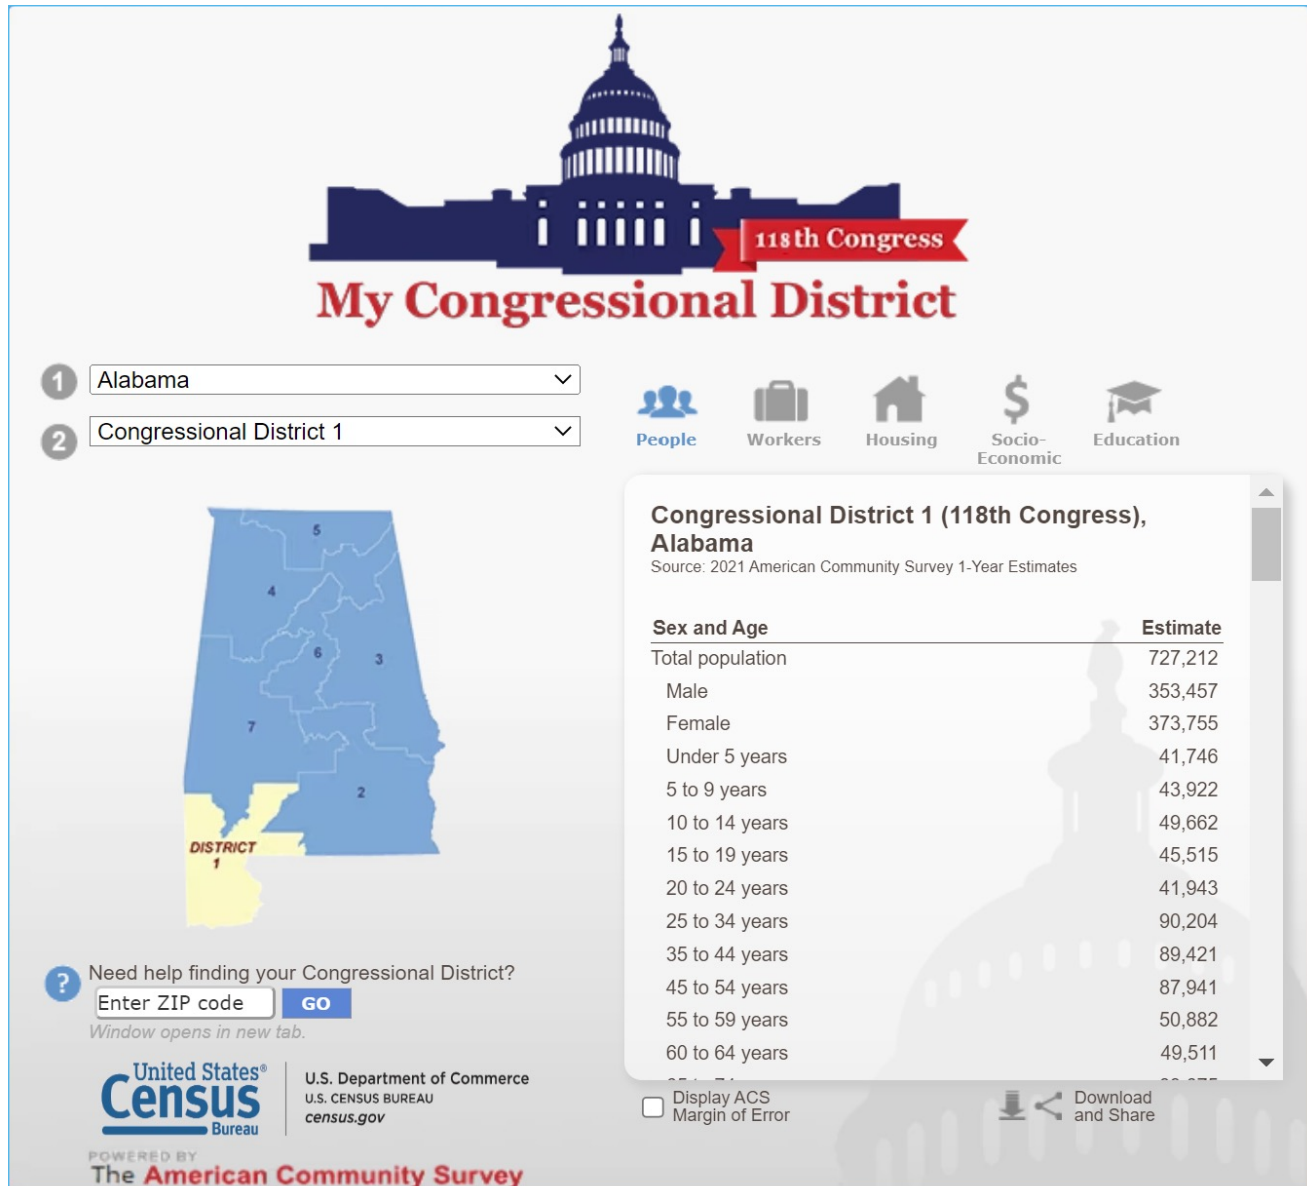 118th Congress
My Congressional District
1
Alabama
2
Congressional District 1
People
Workers
Housing
Socio-
Economic
Education
5
4
6
3
7
2
DISTRICT
1
Congressional District 1 (118th Congress),
Alabama
Source: 2021 American Community Survey 1-Year Estimates
Sex and Age Estimate
Total population 727,212
Male 353,457
Female 373,755
Under 5 years 41,746
5 to 9 years 43,922
10 to 14 years 49,662
15 to 19 years 45,515
20 to 24 years 41,943
25 to 34 years 90,204
35 to 44 years 89,421
45 to 54 years 87,941
55 to 59 years 50,882
60 to 64 years 49,511
? Need help finding your Congressional District?
Enter ZIP code GO
Window opens in new tab.
Display ACS
Margin of Error
Download
and Share
United States®
Census
Bureau
U.S. Department of Commerce
U.S. CENSUS BUREAU
census.gov
POWERED BY
The American Community Survey